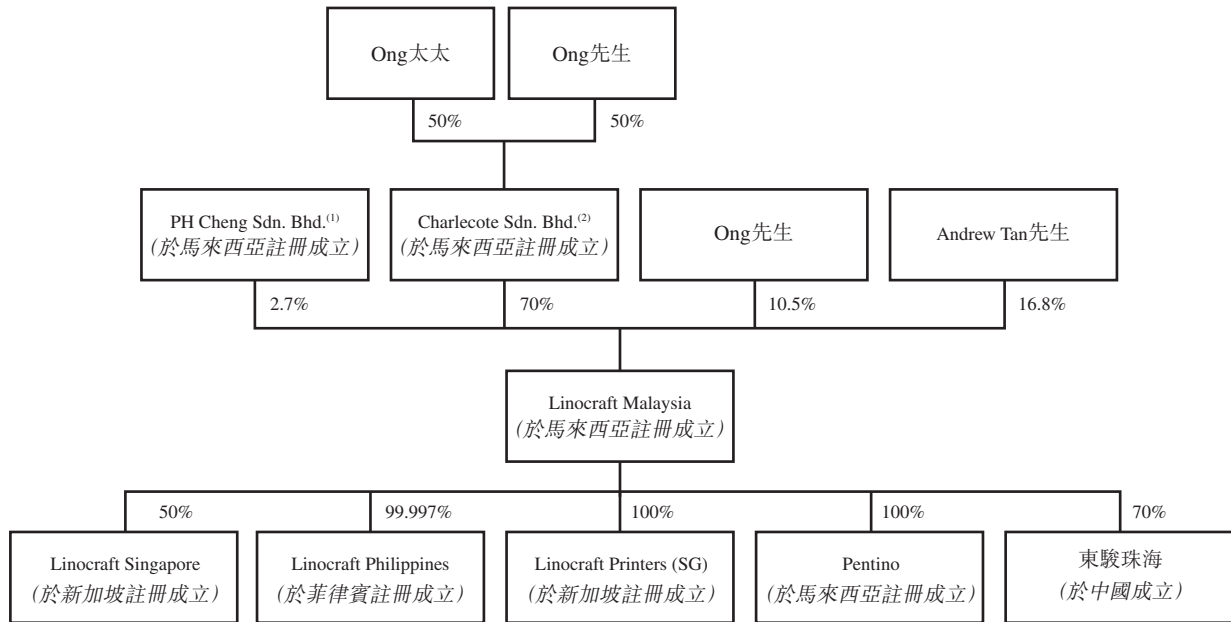 Ong太太
Ong先生
50%
50%
PH Cheng Sdn. Bhd.(1)
(於馬來西亞註冊成立)
Charlecote Sdn. Bhd.(2)
(於馬來西亞註冊成立)
Ong先生
Andrew Tan先生
2.7%
70%
10.5%
16.8%
Linocraft Malaysia
(於馬來西亞註冊成立)
50%
99.997%
100%
100%
70%
Linocraft Singapore
(於新加坡註冊成立)
Linocraft Philippines
(於菲律賓註冊成立)
Linocraft Printers (SG)
(於新加坡註冊成立)
Pentino
(於馬來西亞註冊成立)
東駿珠海
(於中國成立)